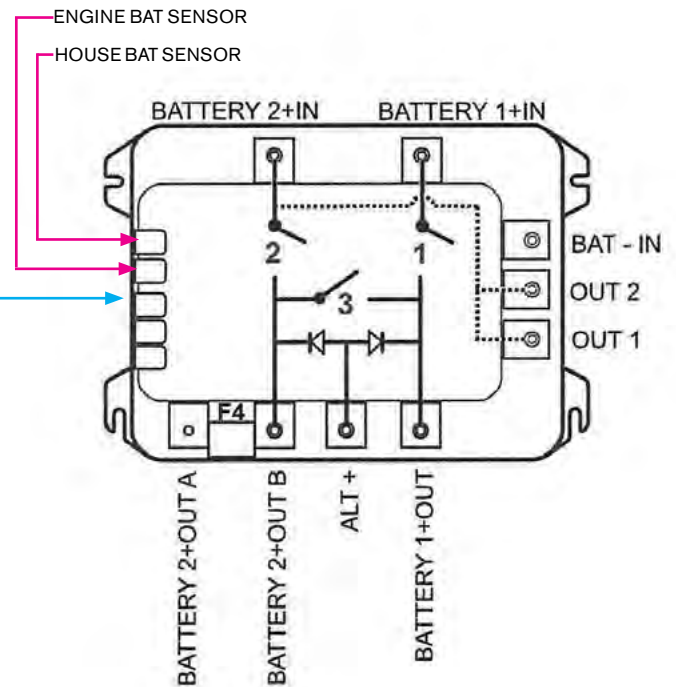 ENGINE BAT SENSOR
HOUSE BAT SENSOR
BATTERY 2+IN
BATTERY 1+IN
2
1
BAT - IN
3
OUT 2
OUT 1
F4
BATTERY 2+OUT A
BATTERY 2+OUT B
ALT +
BATTERY 1+OUT